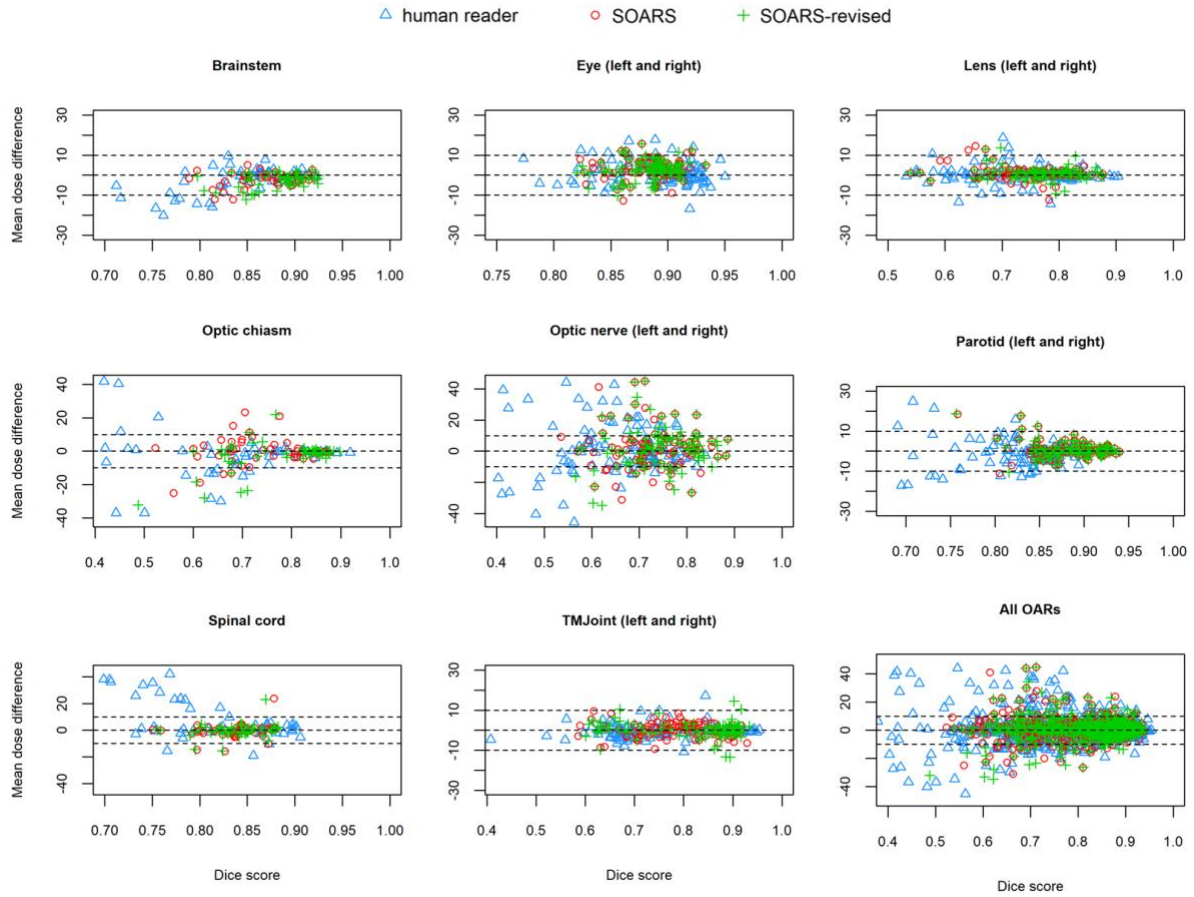 human reader SOARS SOARS-revised
Brainstem Eye (left and right) Lens (left and right)
Mean dose difference
30
10
-10
-30
0.70 0.75 0.80 0.85 0.90 0.95 1.00
30
10
-10
-30
0.75 0.80 0.85 0.90 0.95 1.00
30
10
-10
-30
0.5 0.6 0.7 0.8 0.9 1.0
Optic chiasm Optic nerve (left and right) Parotid (left and right)
Mean dose difference
40
20
0
-20
-40
0.4 0.5 0.6 0.7 0.8 0.9 1.0
40
20
0
-40
0.4 0.5 0.6 0.7 0.8 0.9 1.0
30
10
-10
-30
0.70 0.75 0.80 0.85 0.90 0.95 1.00
Spinal cord TMJoint (left and right) All OARs
Mean dose difference
20
0
-40
0.70 0.75 0.80 0.85 0.90 0.95 1.00
Dice score
30
10
-10
-30
0.4 0.5 0.6 0.7 0.8 0.9 1.0
Dice score
40
20
0
-40
0.4 0.5 0.6 0.7 0.8 0.9 1.0
Dice score